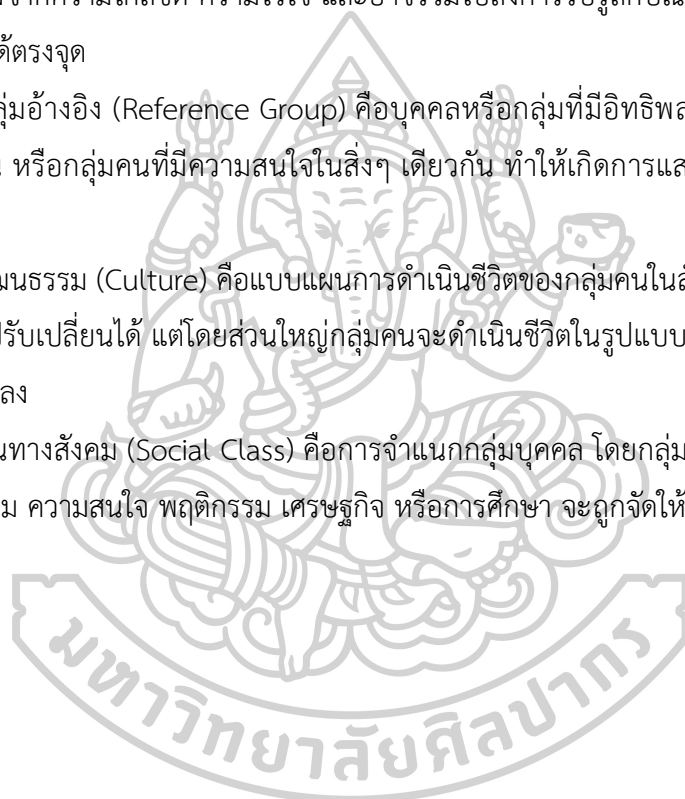 ได้ตรงจุด
ลุ่มอ้างอิง (Reference Group) คือบุคคลหรือกลุ่มที่มีอิทธิพล
หรือกลุ่มคนที่มีความสนใจในสิ่งๆ เดียวกัน ทำให้เกิดการแส
ฒนธรรม (Culture) คือแบบแผนการดำเนินชีวิตของกลุ่มคนในสั
ปรับเปลี่ยนได้ แต่โดยส่วนใหญ่กลุ่มคนจะดำเนินชีวิตในรูปแบบ
ลง
นทางสังคม (Social Class) คือการจำแนกกลุ่มบุคคล โดยกลุ่ม
ม ความสนใจ พฤติกรรม เศรษฐกิจ หรือการศึกษา จะถูกจัดให้
มหาวิทยาลัยศิลปากร